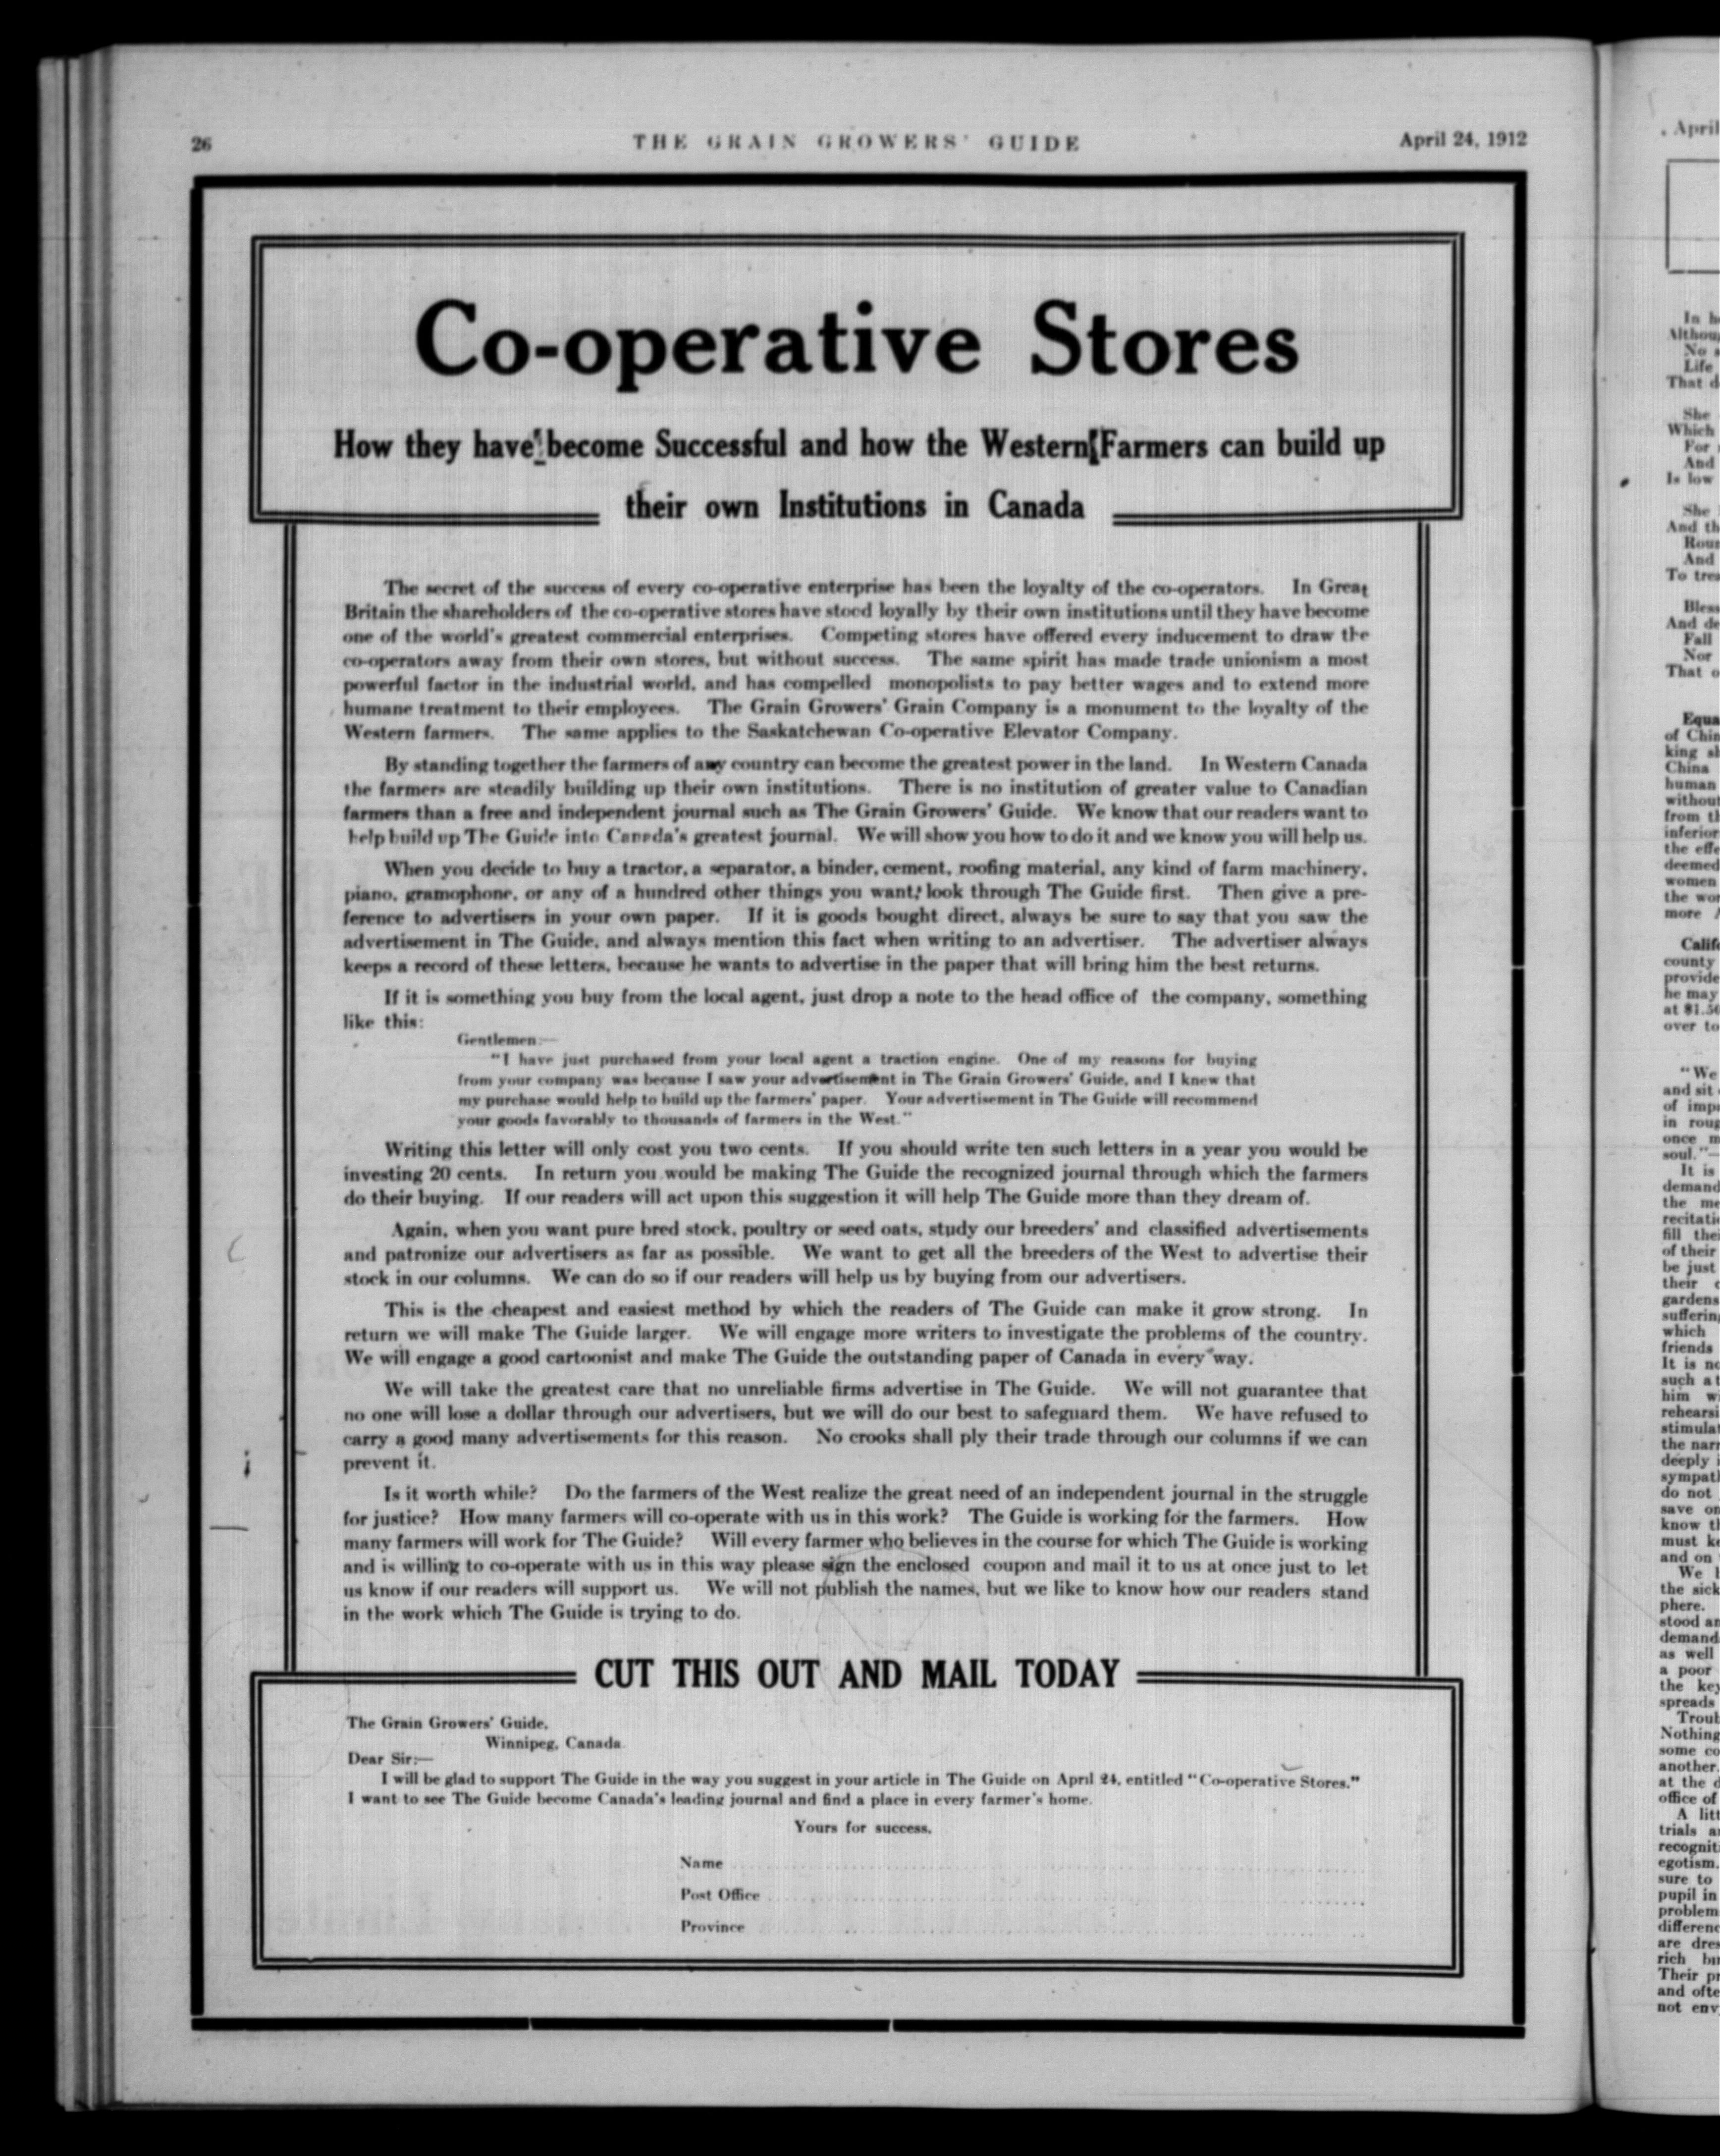 26
THE GRAIN GROWERS' GUIDE
April 24, 1912
Co-operative Stores
How they have become Successful and how the Western Farmers can build up
their own Institutions in Canada
The secret of the success of every co-operative enterprise has been the loyalty of the co-operators. In Great
Britain the shareholders of the co-operative stores have stood loyally by their own institutions until they have become
one of the world's greatest commercial enterprises. Competing stores have offered every inducement to draw the
co-operators away from their own stores, but without success. The same spirit has made trade unionism a most
powerful factor in the industrial world, and has compelled monopolists to pay better wages and to extend more
humane treatment to their employees. The Grain Growers' Grain Company is a monument to the loyalty of the
Western farmers. The same applies to the Saskatchewan Co-operative Elevator Company.
By standing together the farmers of any country can become the greatest power in the land. In Western Canada
the farmers are steadily building up their own institutions. There is no institution of greater value to Canadian
farmers than a free and independent journal such as The Grain Growers' Guide. We know that our readers want to
help build up The Guide into Canada's greatest journal. We will show you how to do it and we know you will help us.
When you decide to buy a tractor, a separator, a binder, cement, roofing material, any kind of farm machinery,
piano, gramophone, or any of a hundred other things you want, look through The Guide first. Then give a pre-
ference to advertisers in your own paper. If it is goods bought direct, always be sure to say that you saw the
advertisement in The Guide, and always mention this fact when writing to an advertiser. The advertiser always
keeps a record of these letters, because he wants to advertise in the paper that will bring him the best returns.
If it is something you buy from the local agent, just drop a note to the head office of the company, something
like this:
Gentlemen:—
"I have just purchased from your local agent a traction engine. One of my reasons for buying
from your company was because I saw your advertisement in The Grain Growers' Guide, and I knew that
my purchase would help to build up the farmers' paper. Your advertisement in The Guide will recommend
your goods favorably to thousands of farmers in the West."
Writing this letter will only cost you two cents. If you should write ten such letters in a year you would be
investing 20 cents. In return you would be making The Guide the recognized journal through which the farmers
do their buying. If our readers will act upon this suggestion it will help The Guide more than they dream of.
Again, when you want pure bred stock, poultry or seed oats, study our breeders' and classified advertisements
and patronize our advertisers as far as possible. We want to get all the breeders of the West to advertise their
stock in our columns. We can do so if our readers will help us by buying from our advertisers.
This is the cheapest and easiest method by which the readers of The Guide can make it grow strong. In
return we will make The Guide larger. We will engage more writers to investigate the problems of the country.
We will engage a good cartoonist and make The Guide the outstanding paper of Canada in every way.
We will take the greatest care that no unreliable firms advertise in The Guide. We will not guarantee that
no one will lose a dollar through our advertisers, but we will do our best to safeguard them. We have refused to
carry a good many advertisements for this reason. No crooks shall ply their trade through our columns if we can
prevent it.
Is it worth while? Do the farmers of the West realize the great need of an independent journal in the struggle
for justice? How many farmers will co-operate with us in this work? The Guide is working for the farmers. How
many farmers will work for The Guide? Will every farmer who believes in the course for which The Guide is working
and is willing to co-operate with us in this way please sign the enclosed coupon and mail it to us at once just to let
us know if our readers will support us. We will not publish the names, but we like to know how our readers stand
in the work which The Guide is trying to do.
CUT THIS OUT AND MAIL TODAY
The Grain Growers' Guide,
Winnipeg, Canada.
Dear Sir:—
I will be glad to support The Guide in the way you suggest in your article in The Guide on April 24, entitled "Co-operative Stores."
I want to see The Guide become Canada's leading journal and find a place in every farmer's home.
Yours for success,
Name
Post Office
Province